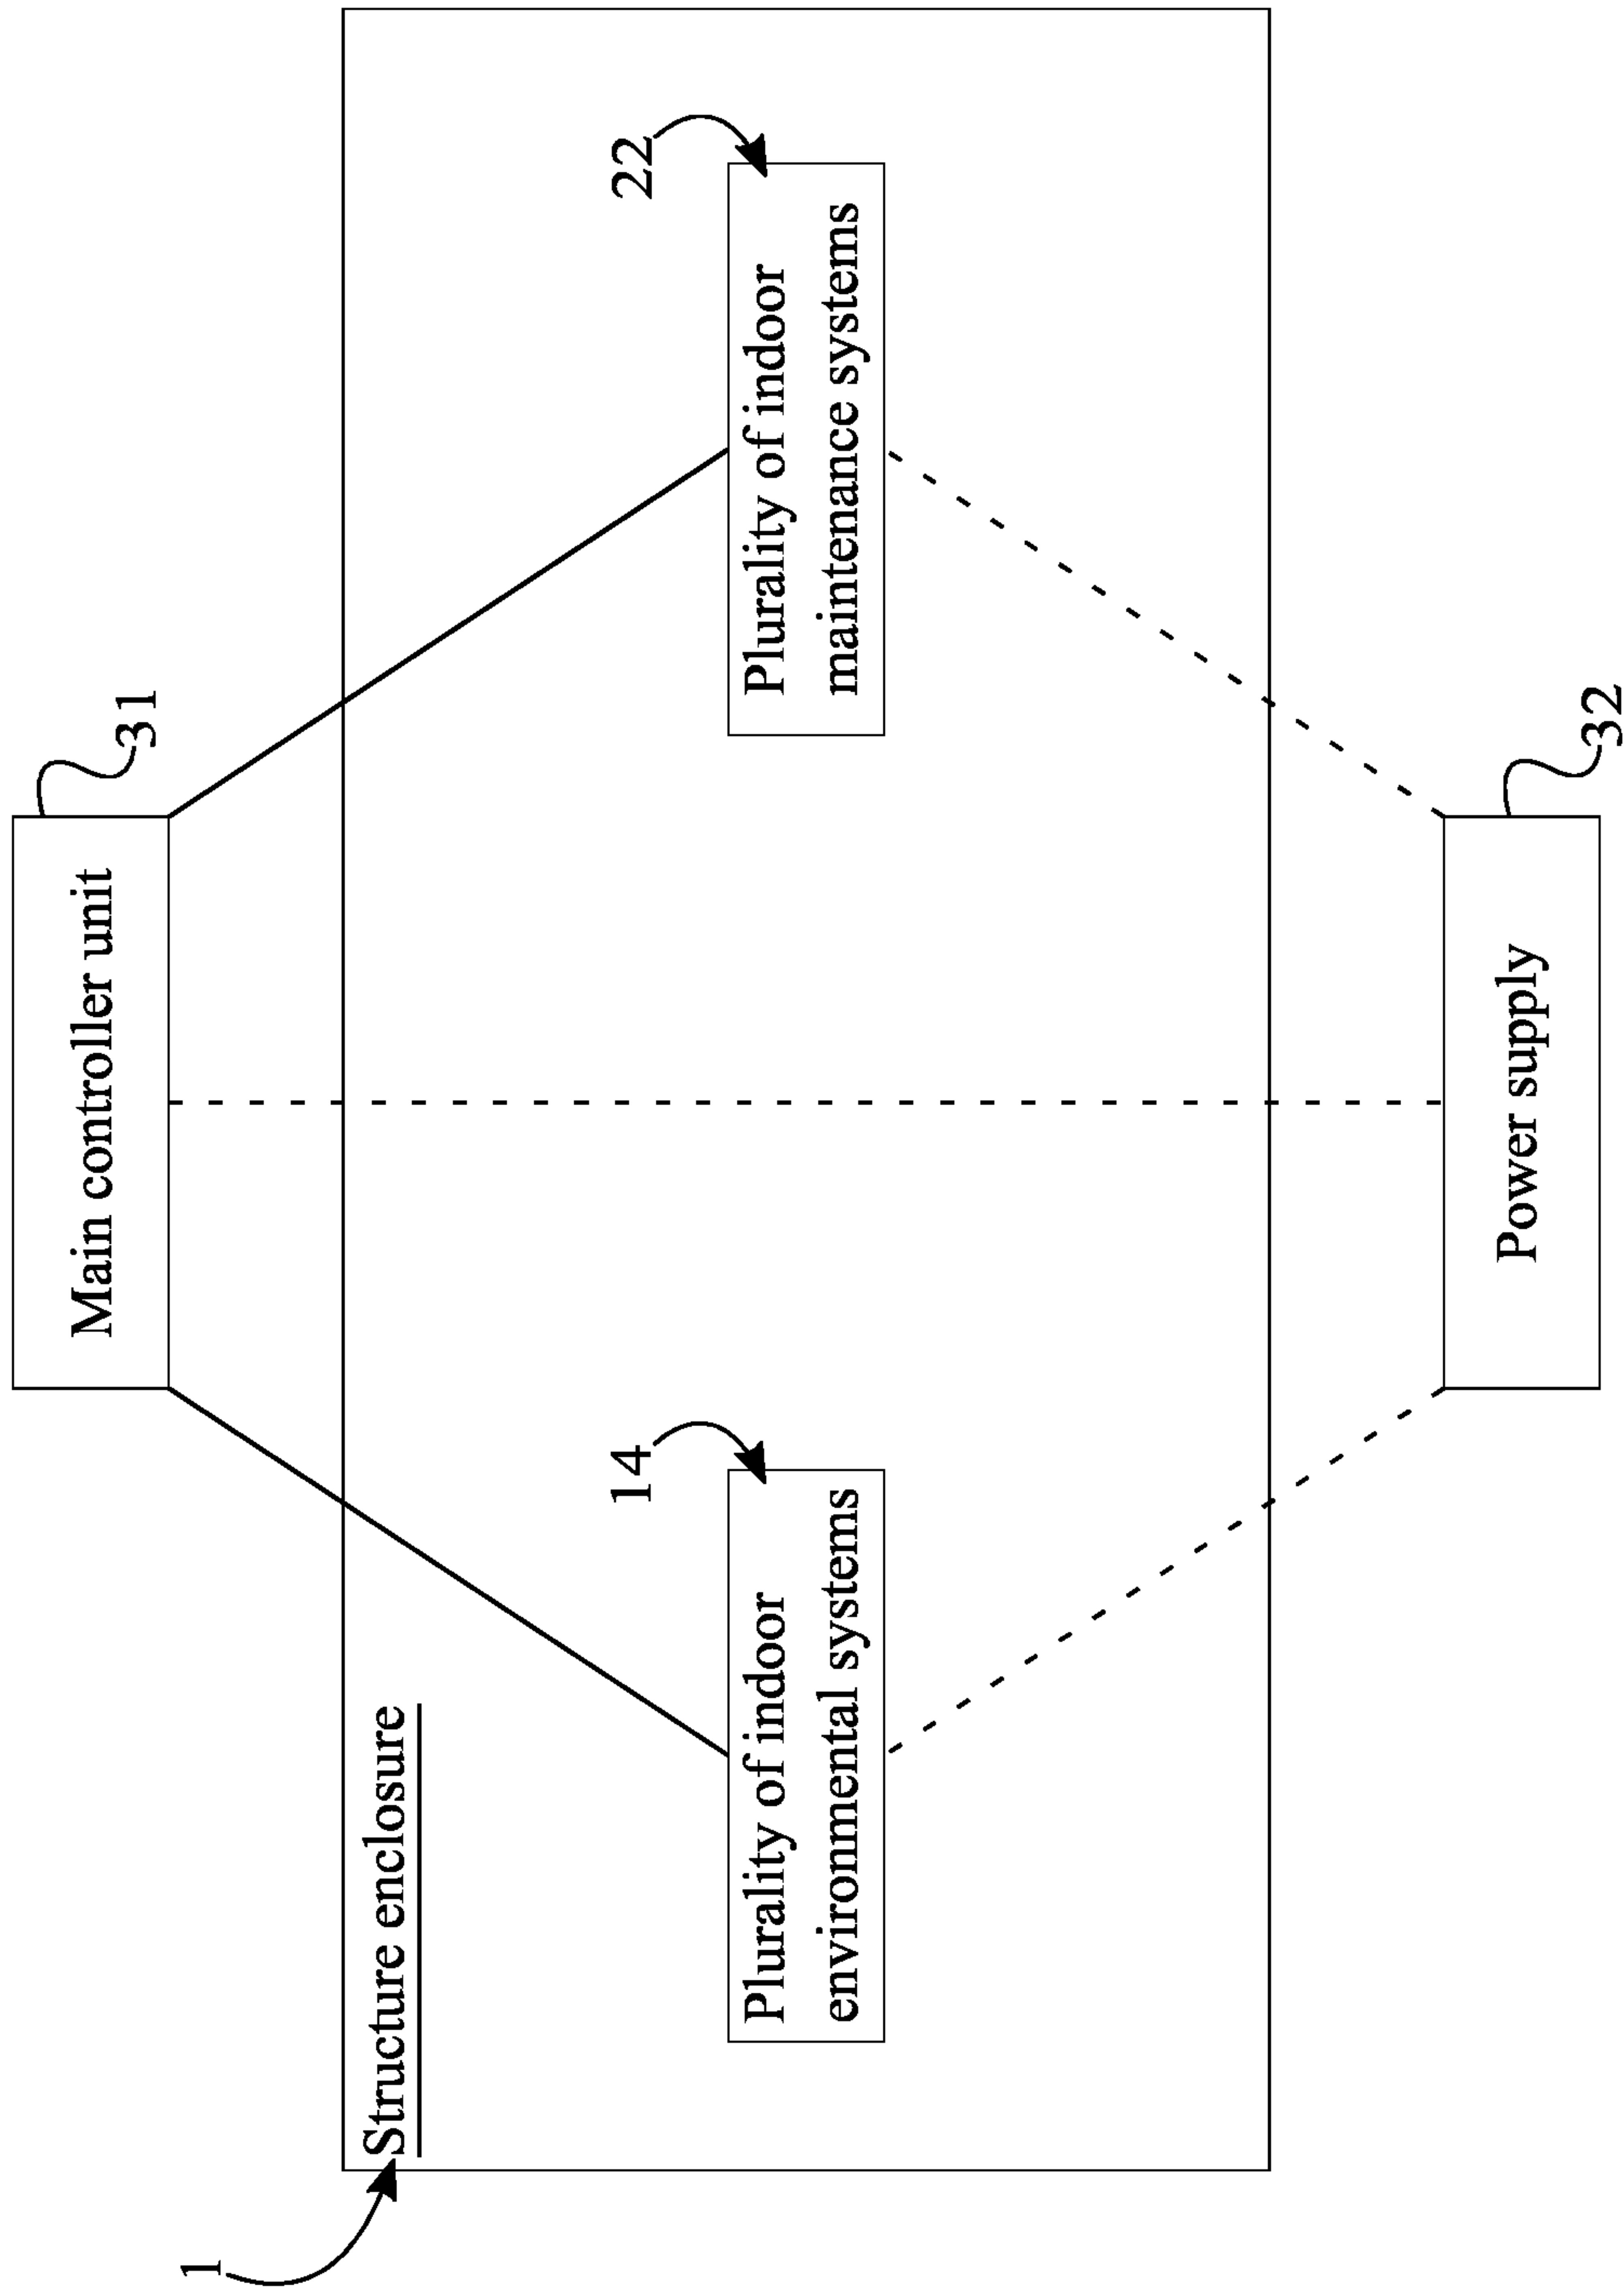 Main controller unit
31
1
Structure enclosure
14
22
Plurality of indoor
environmental systems
Plurality of indoor
maintenance systems
Power supply
32